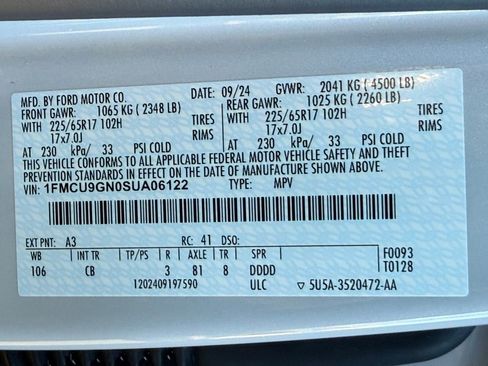 MFD. BY FORD MOTOR CO. DATE: 09/24 GVWR: 2041 KG (4500 LB)
FRONT GAWR: 1065 KG (2348 LB) REAR GAWR: 1025 KG (2260 LB)
WITH 225/65R17 102H TIRES WITH 225/65R17 102H TIRES
17x7.0J RIMS 17x7.0J RIMS
AT 230 kPa/ 33 PSI COLD AT 230 kPa/ 33 PSI COLD
THIS VEHICLE CONFORMS TO ALL APPLICABLE FEDERAL MOTOR VEHICLE SAFETY AND THEFT
PREVENTION STANDARDS IN EFFECT ON THE DATE OF MANUFACTURE SHOWN ABOVE.
VIN: 1FMCU9GN0SUA06122 TYPE: MPV
EXT PNT: A3 RC: 41 DSO: F0093
WB INT TR TP/PS R AXLE TR SPR T0128
106 CB 3 81 8 DDDD
1202409197590 ULC ▽ 5U5A-3520472-AA